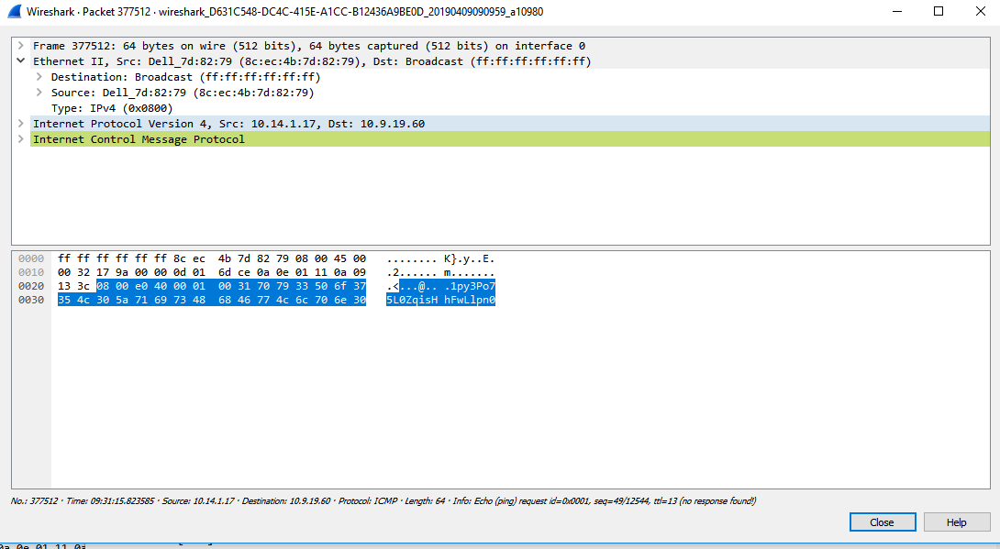 Wireshark · Packet 377512 · wireshark_D631C548-DC4C-415E-A1CC-B12436A9BE0D_20190409090959_a10980
Frame 377512: 64 bytes on wire (512 bits), 64 bytes captured (512 bits) on interface 0
Ethernet II, Src: Dell_7d:82:79 (8c:ec:4b:7d:82:79), Dst: Broadcast (ff:ff:ff:ff:ff:ff)
Destination: Broadcast (ff:ff:ff:ff:ff:ff)
Source: Dell_7d:82:79 (8c:ec:4b:7d:82:79)
Type: IPv4 (0x0800)
Internet Protocol Version 4, Src: 10.14.1.17, Dst: 10.9.19.60
Internet Control Message Protocol
0000 ff ff ff ff ff ff 8c ec 4b 7d 82 79 08 00 45 00 ........ K}.y..E.
0010 00 32 17 9a 00 00 0d 01 6d ce 0a 0e 01 11 0a 09 .2...... m.......
0020 13 3c 08 00 e0 40 00 01 00 31 70 79 33 50 6f 37 .<...@.. .1py3Po7
0030 35 4c 30 5a 71 69 73 48 68 46 77 4c 6c 70 6e 30 5L0ZqisH hFwLlpn0
No.: 377512 · Time: 09:31:15.823585 · Source: 10.14.1.17 · Destination: 10.9.19.60 · Protocol: ICMP · Length: 64 · Info: Echo (ping) request id=0x0001, seq=49/12544, ttl=13 (no response found!)
Close Help
0a 0e 01 11 0a